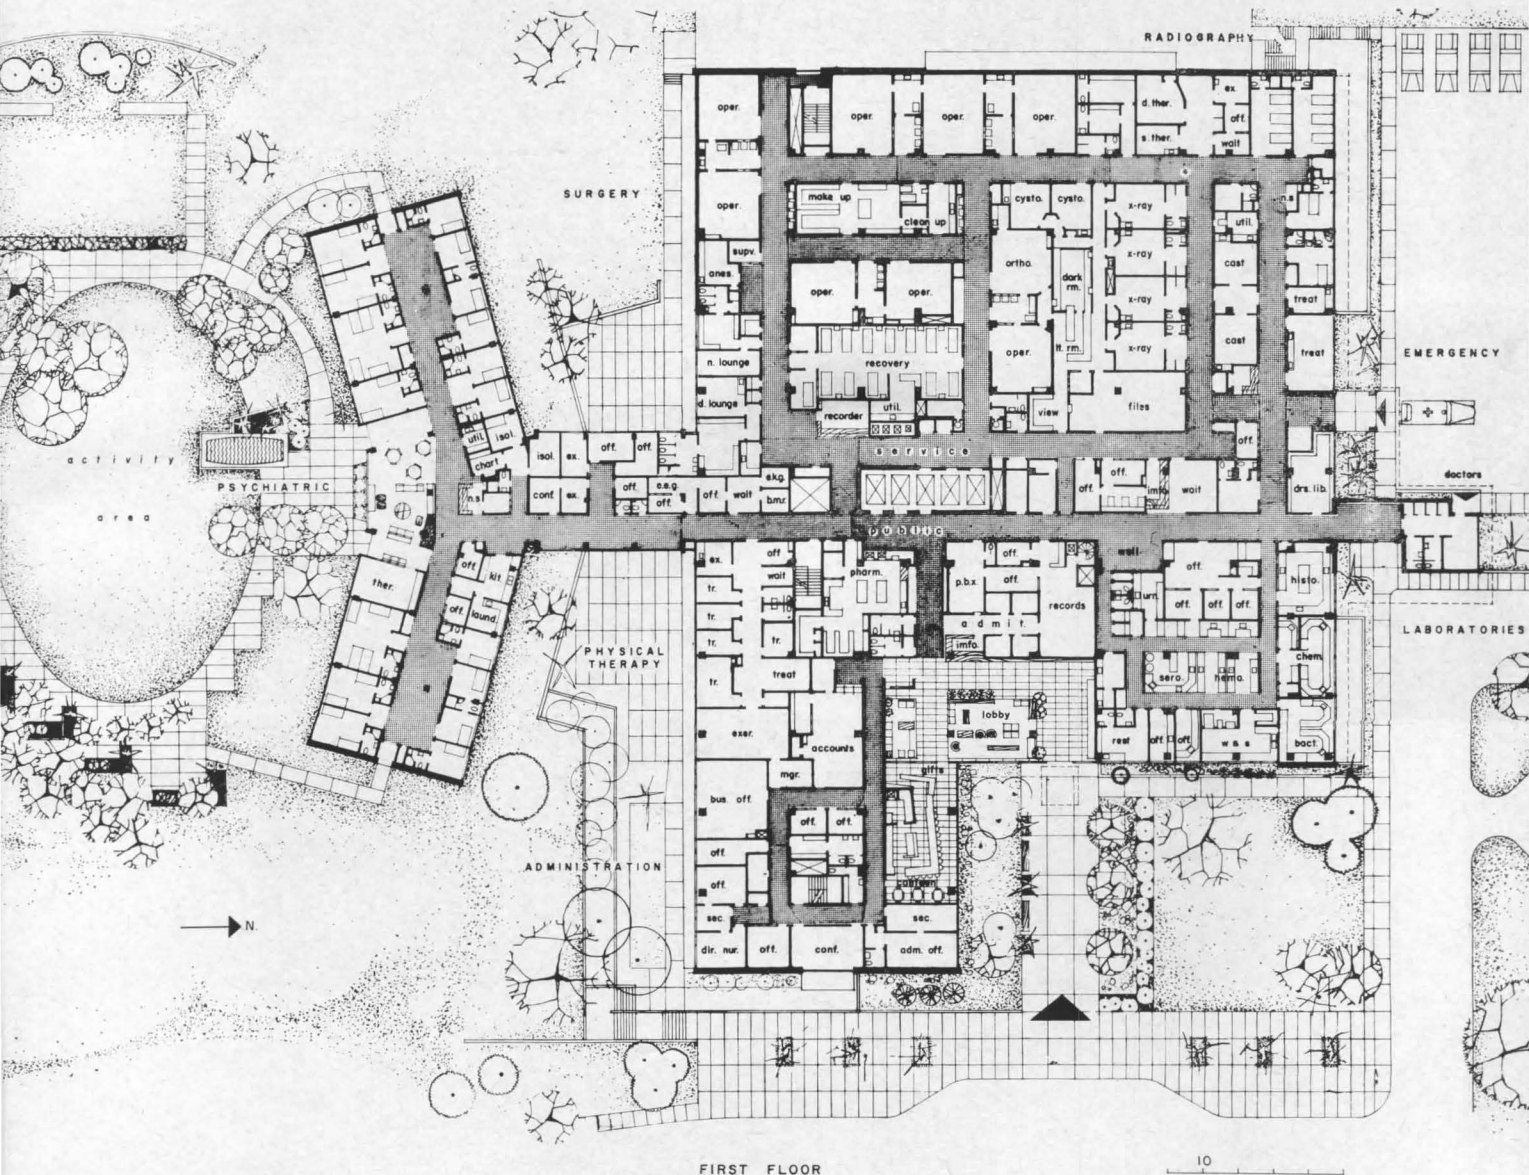 RADIOGRAPHY
oper.
oper.
oper.
oper.
d. ther.
s. ther.
ex.
off.
wait
SURGERY
oper.
make up
clean up
cysto.
cysto.
x-ray
util.
n.s
supv.
anes.
ortho.
dark
rm.
x-ray
cast
oper.
oper.
x-ray
treat
n. lounge
recovery
oper.
lt. rm.
x-ray
cast
treat
EMERGENCY
d. lounge
recorder
util.
view
files
util.
isol.
chart
isol.
ex.
off.
off.
service
off.
activity
area
PSYCHIATRIC
n.s
conf.
ex.
off.
e.e.g.
off.
off.
wait
e.k.g.
b.m.r.
off.
off.
info.
wait
drs. lib.
doctors
public
wait
ther.
off.
kit.
off.
laund.
ex.
off
wait
pharm.
p.b.x.
off.
off.
records
off.
histo.
tr.
tr.
tr.
tr.
tr.
admit.
info.
urn.
off.
off.
off.
LABORATORIES
PHYSICAL
THERAPY
treat
sero.
hema.
chem.
exer.
accounts
lobby
rest
off.
off.
w & s
bact.
mgr.
gifts
bus. off.
off.
off.
off.
ADMINISTRATION
off.
canteen
sec.
sec.
N.
dir. nur.
off.
conf.
adm. off.
FIRST FLOOR
10